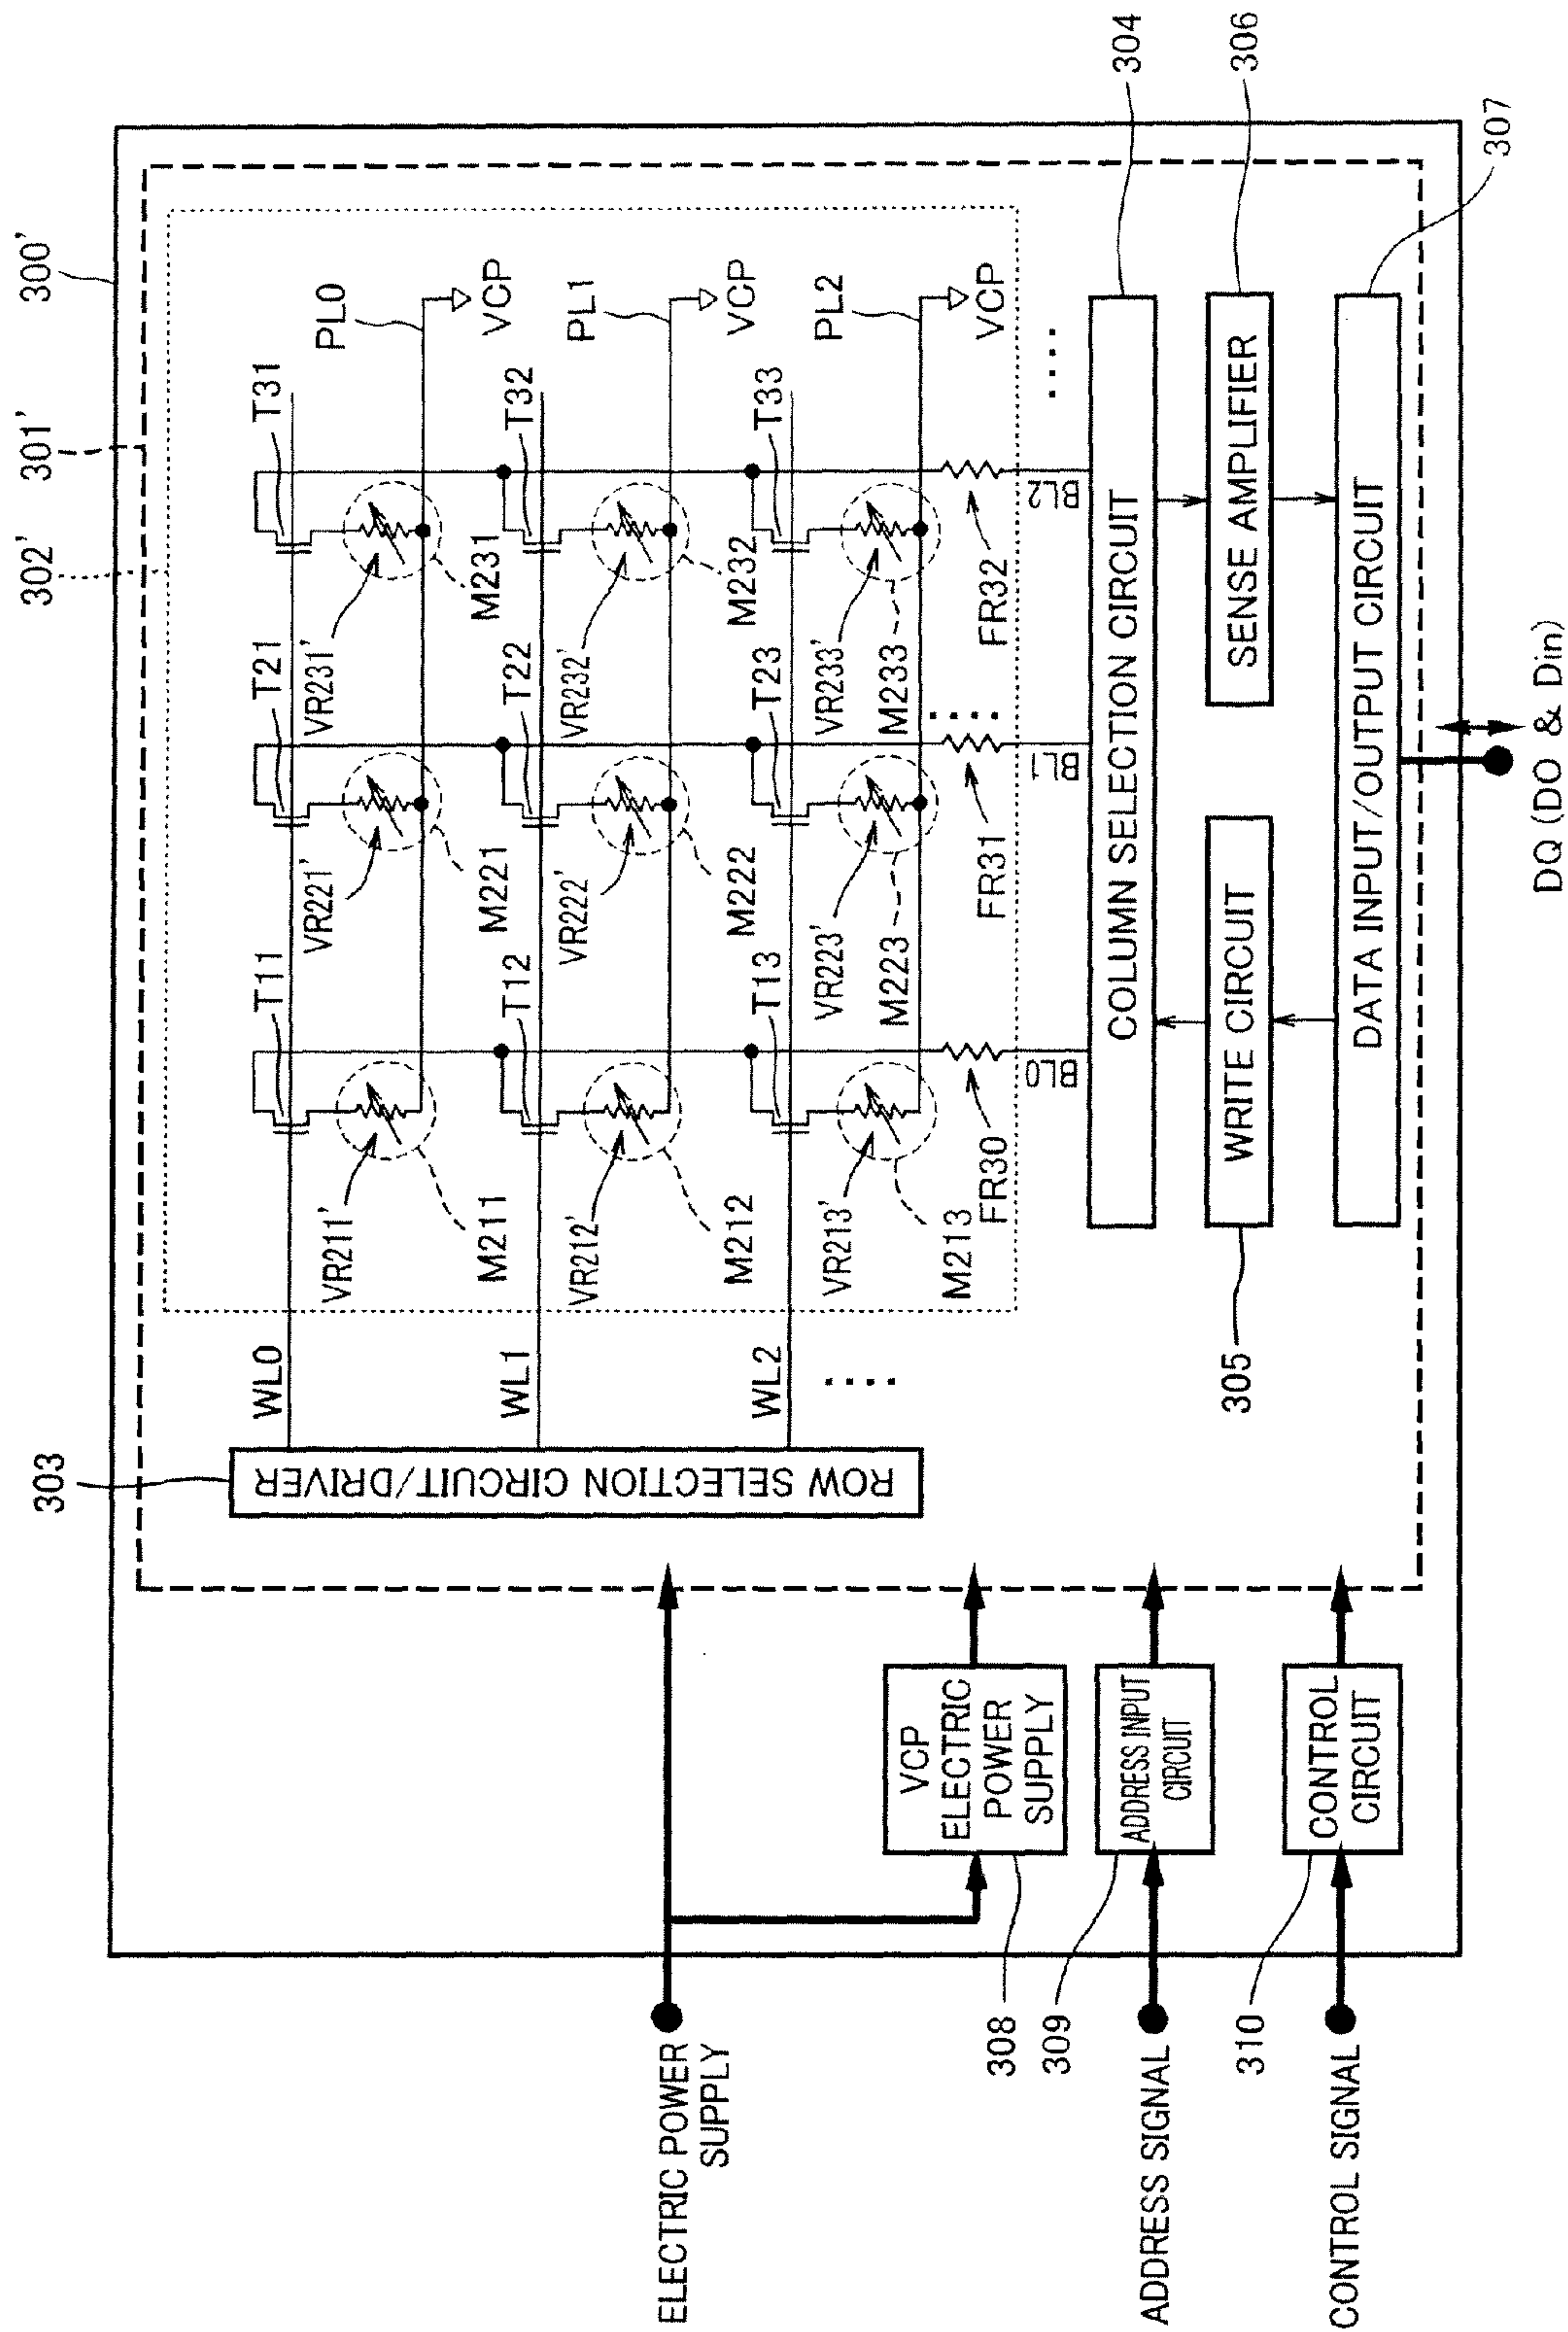 300'
301'
302'
303
WL0
WL1
WL2
ROW SELECTION CIRCUIT/DRIVER
T11
T21
T31
PL0
VCP
VR211'
VR221'
VR231'
M211
M221
M231
T12
T22
T32
PL1
VCP
VR212'
VR222'
VR232'
M212
M222
M232
T13
T23
T33
PL2
VCP
VR213'
VR223'
VR233'
M213
M223
M233
FR30
FR31
FR32
BL0
BL1
BL2
COLUMN SELECTION CIRCUIT
304
WRITE CIRCUIT
305
SENSE AMPLIFIER
306
DATA INPUT/OUTPUT CIRCUIT
307
DQ (DO & Din)
ELECTRIC POWER
SUPPLY
VCP
ELECTRIC
POWER
SUPPLY
308
ADDRESS SIGNAL
ADDRESS INPUT
CIRCUIT
309
CONTROL SIGNAL
CONTROL
CIRCUIT
310